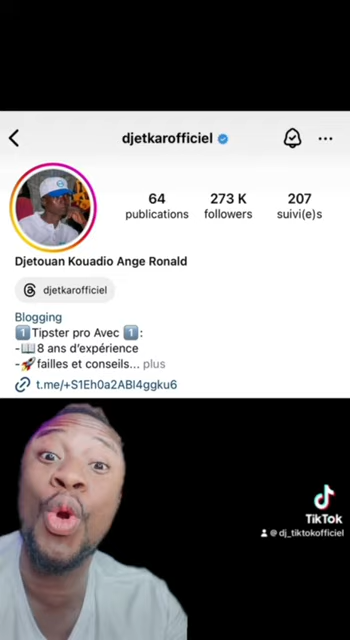 djetkarofficiel
64
273 K
207
publications
followers
suivi(e)s
Djetouan Kouadio Ange Ronald
djetkarofficiel
Blogging
1️⃣Tipster pro Avec 1️⃣:
-📖8 ans d’expérience
-🚀failles et conseils... plus
t.me/+S1Eh0a2ABl4ggku6
TikTok
@ dj_tiktokofficiel